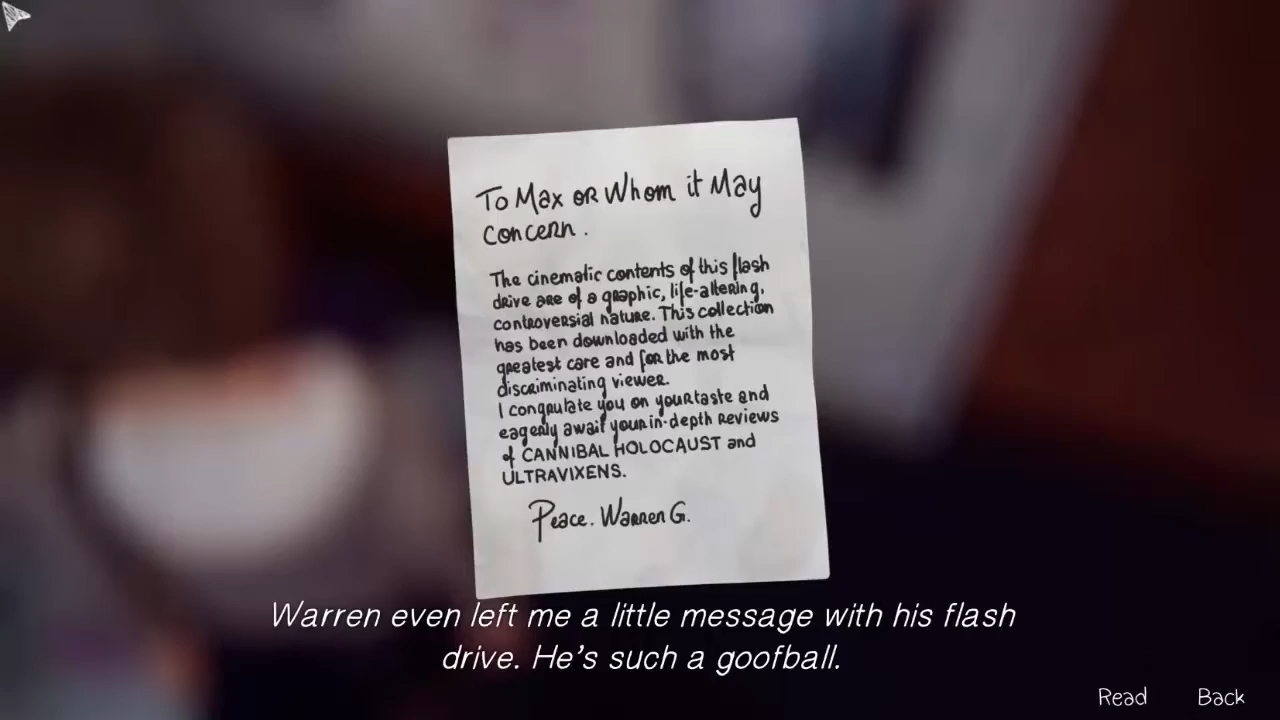 To Max or Whom it May
Concern.
The cinematic contents of this flash
drive are of a graphic, life-altering,
controversial nature. This collection
has been downloaded with the
greatest care and for the most
discriminating viewer.
I congrulate you on your taste and
eagerly await your in-depth reviews
of CANNIBAL HOLOCAUST and
ULTRAVIXENS.
Peace. Warren G.
Warren even left me a little message with his flash
drive. He's such a goofball.
Read Back